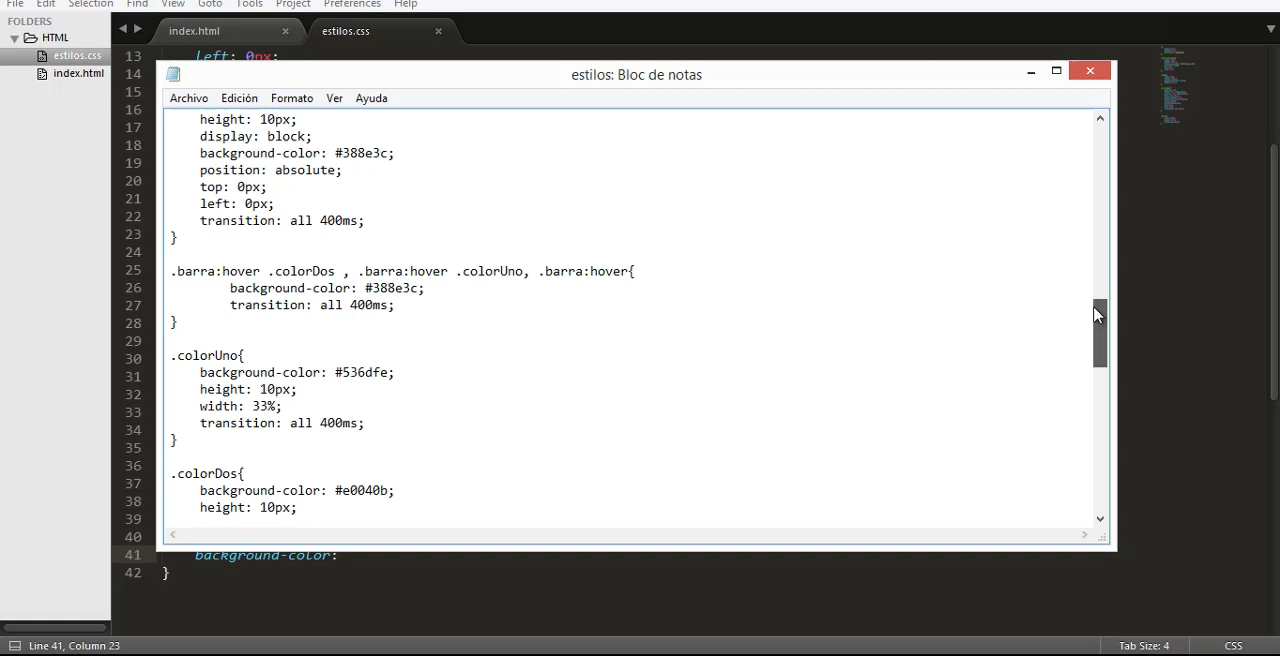 File Edit Selection Find View Goto Tools Project Preferences Help
FOLDERS
HTML
estilos.css
index.html
index.html × estilos.css ×
13 left: 0px;
14
15
16
17
18
19
20
21
22
23
24
25
26
27
28
29
30
31
32
33
34
35
36
37
38
39
40
41 background-color:
42 }
estilos: Bloc de notas
Archivo Edición Formato Ver Ayuda
height: 10px;
display: block;
background-color: #388e3c;
position: absolute;
top: 0px;
left: 0px;
transition: all 400ms;
}
.barra:hover .colorDos , .barra:hover .colorUno, .barra:hover{
background-color: #388e3c;
transition: all 400ms;
}
.colorUno{
background-color: #536dfe;
height: 10px;
width: 33%;
transition: all 400ms;
}
.colorDos{
background-color: #e0040b;
height: 10px;
Line 41, Column 23
Tab Size: 4
CSS